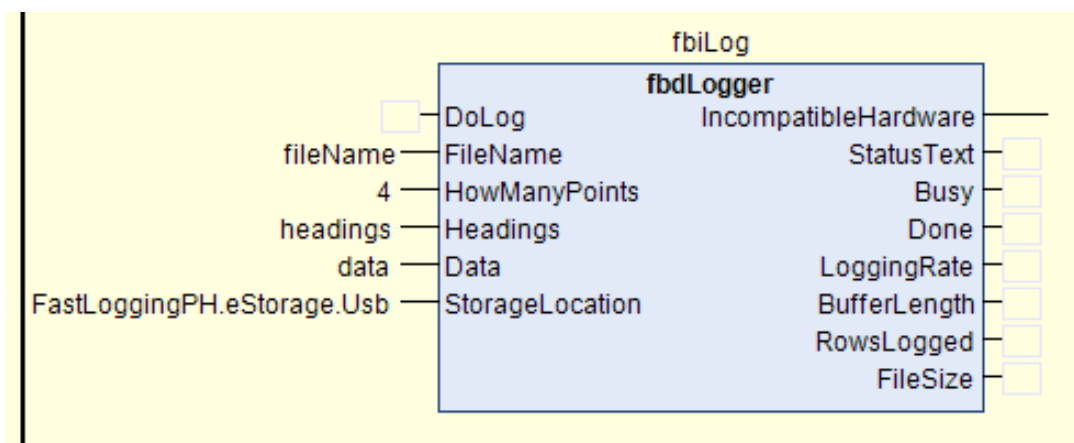 fbiLog
fbdLogger
DoLog IncompatibleHardware
fileName FileName StatusText
4 HowManyPoints Busy
headings Headings Done
data Data LoggingRate
FastLoggingPH.eStorage.Usb StorageLocation BufferLength
RowsLogged
FileSize